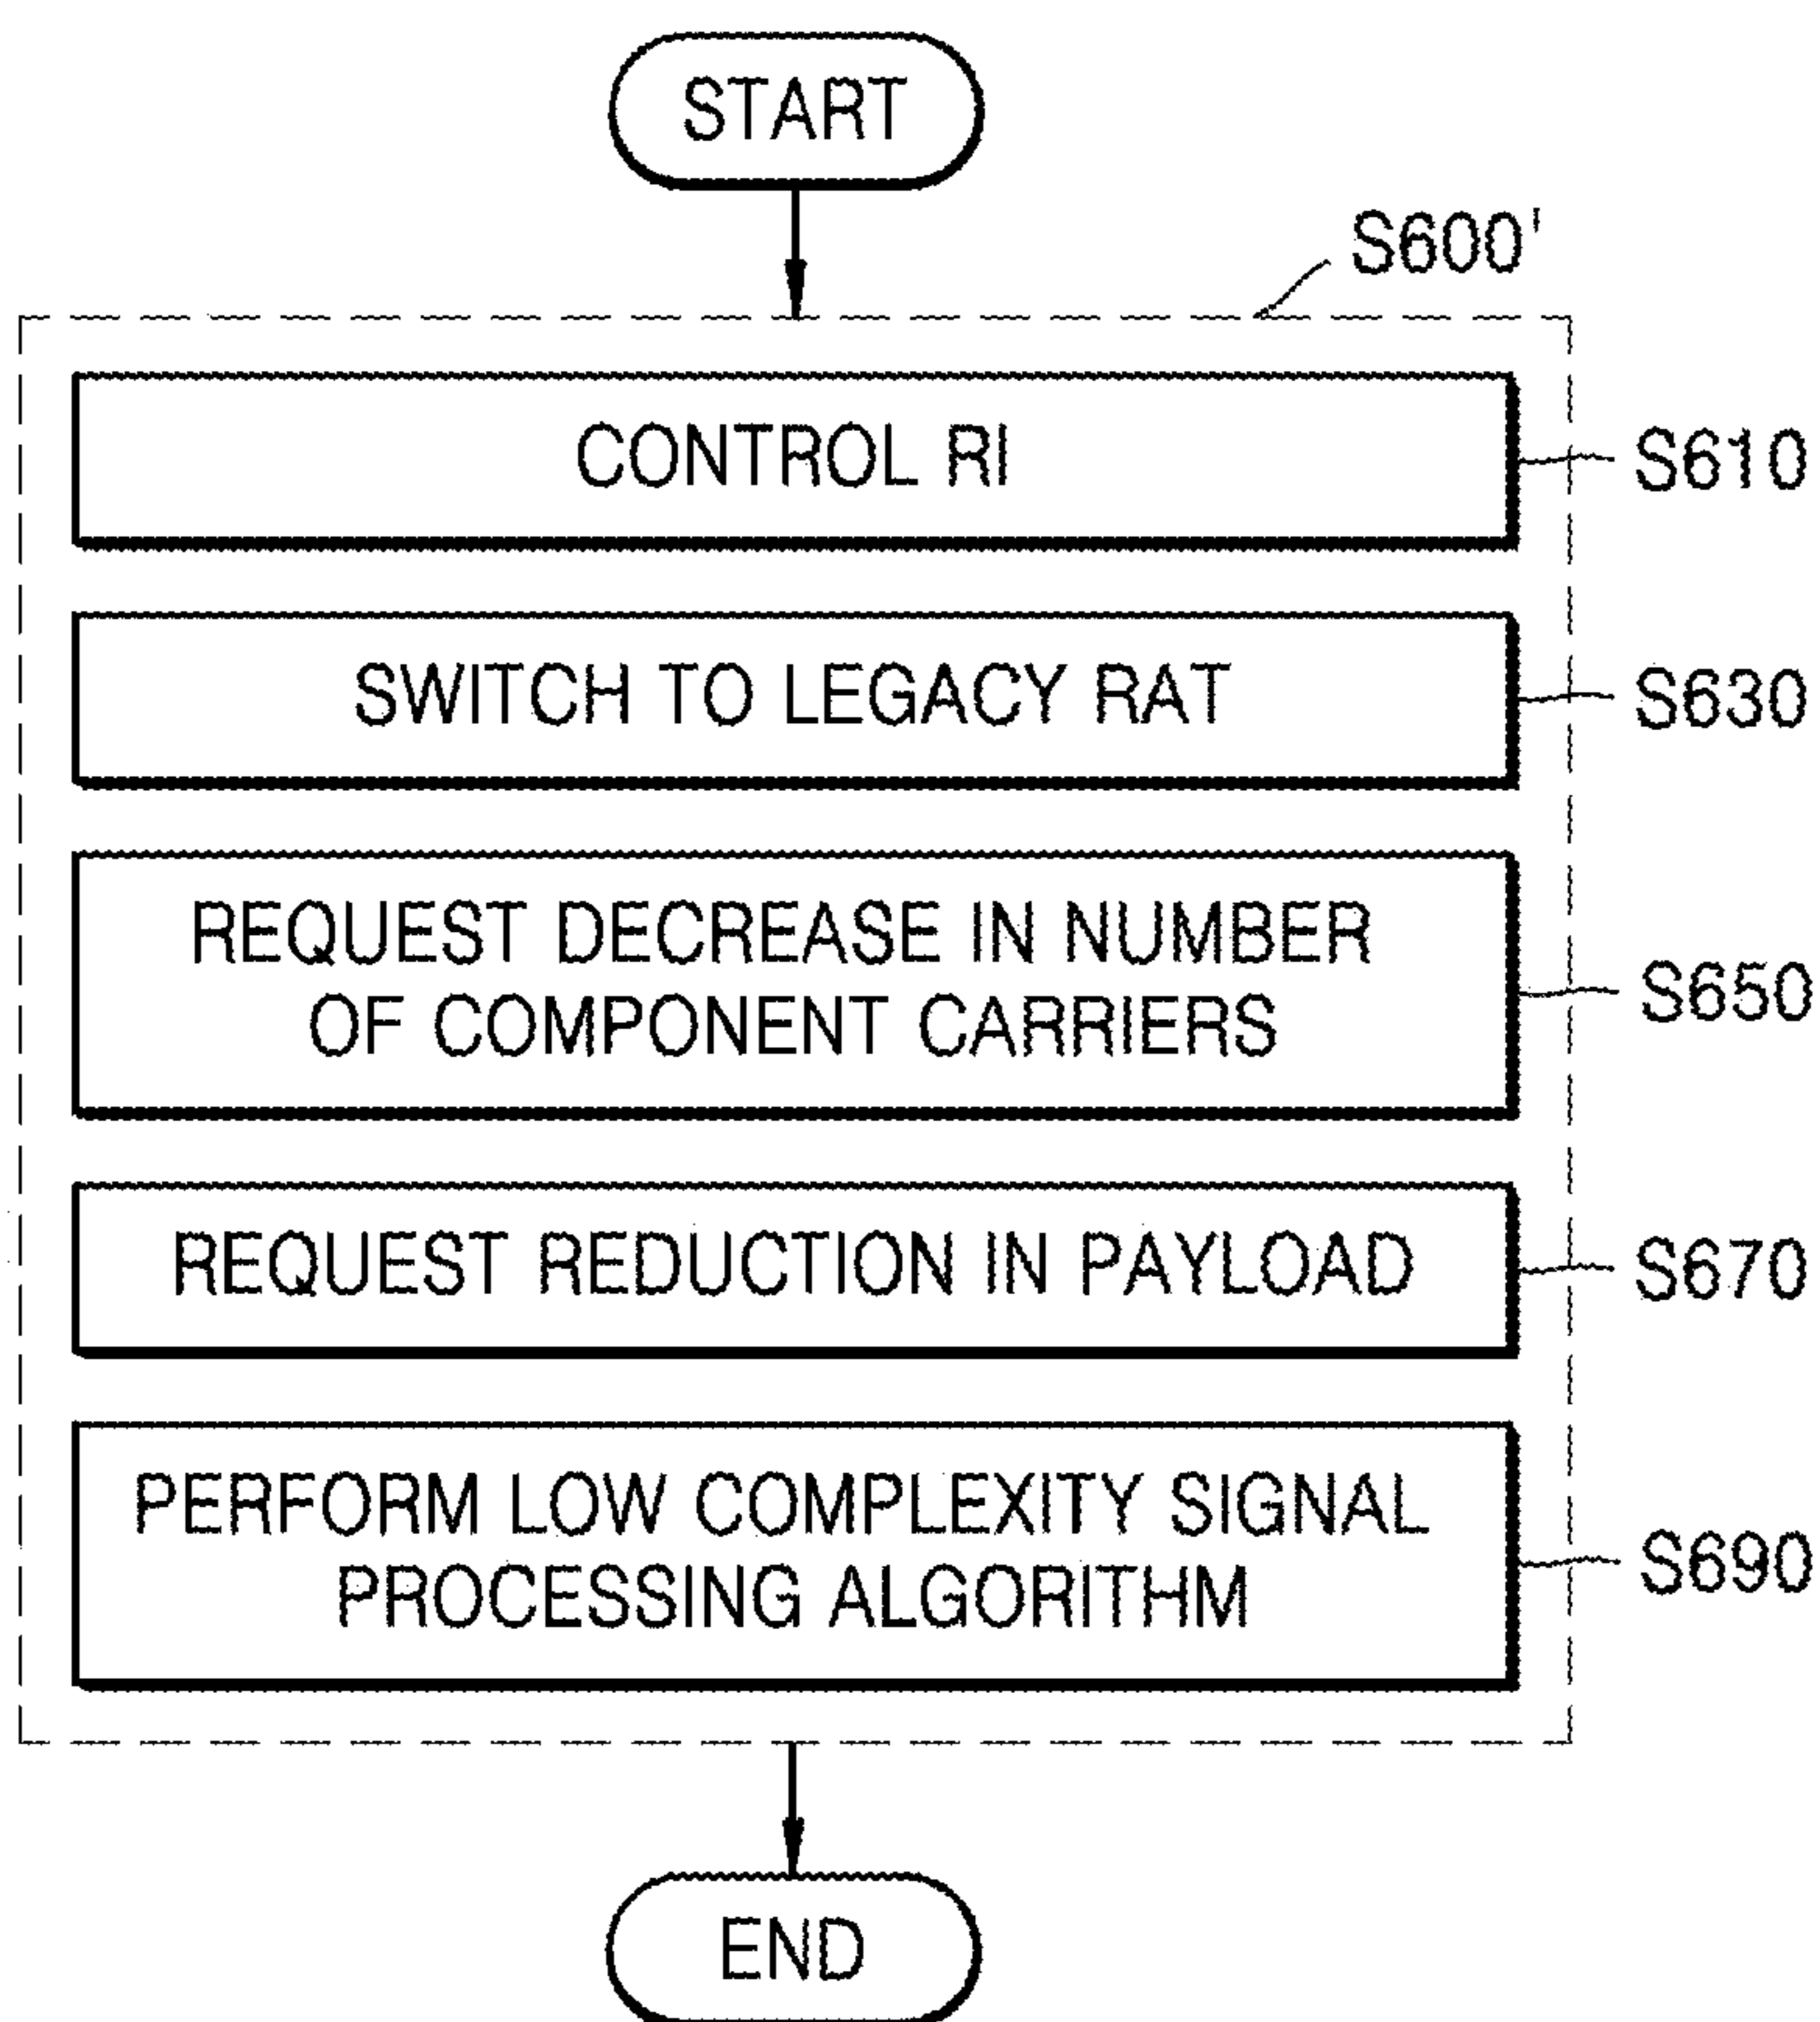 START
S600'
CONTROL RI
S610
SWITCH TO LEGACY RAT
S630
REQUEST DECREASE IN NUMBER
OF COMPONENT CARRIERS
S650
REQUEST REDUCTION IN PAYLOAD
S670
PERFORM LOW COMPLEXITY SIGNAL
PROCESSING ALGORITHM
S690
END